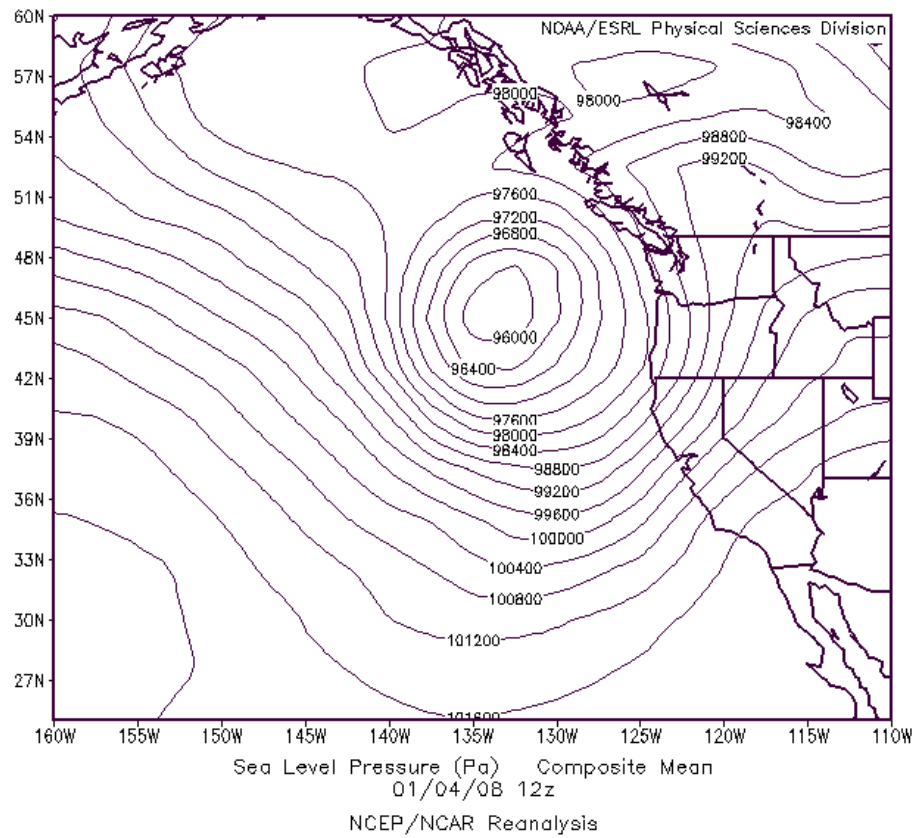 60N
NOAA/ESRL Physical Sciences Division
57N
98000
98000
98400
54N
98800
99200
51N
97600
97200
96800
48N
45N
96000
96400
42N
97600
98000
39N
98400
98800
36N
99200
99600
100000
33N
100400
100800
30N
101200
27N
101600
160W 155W 150W 145W 140W 135W 130W 125W 120W 115W 110W
Sea Level Pressure (Pa) Composite Mean
01/04/08 12z
NCEP/NCAR Reanalysis